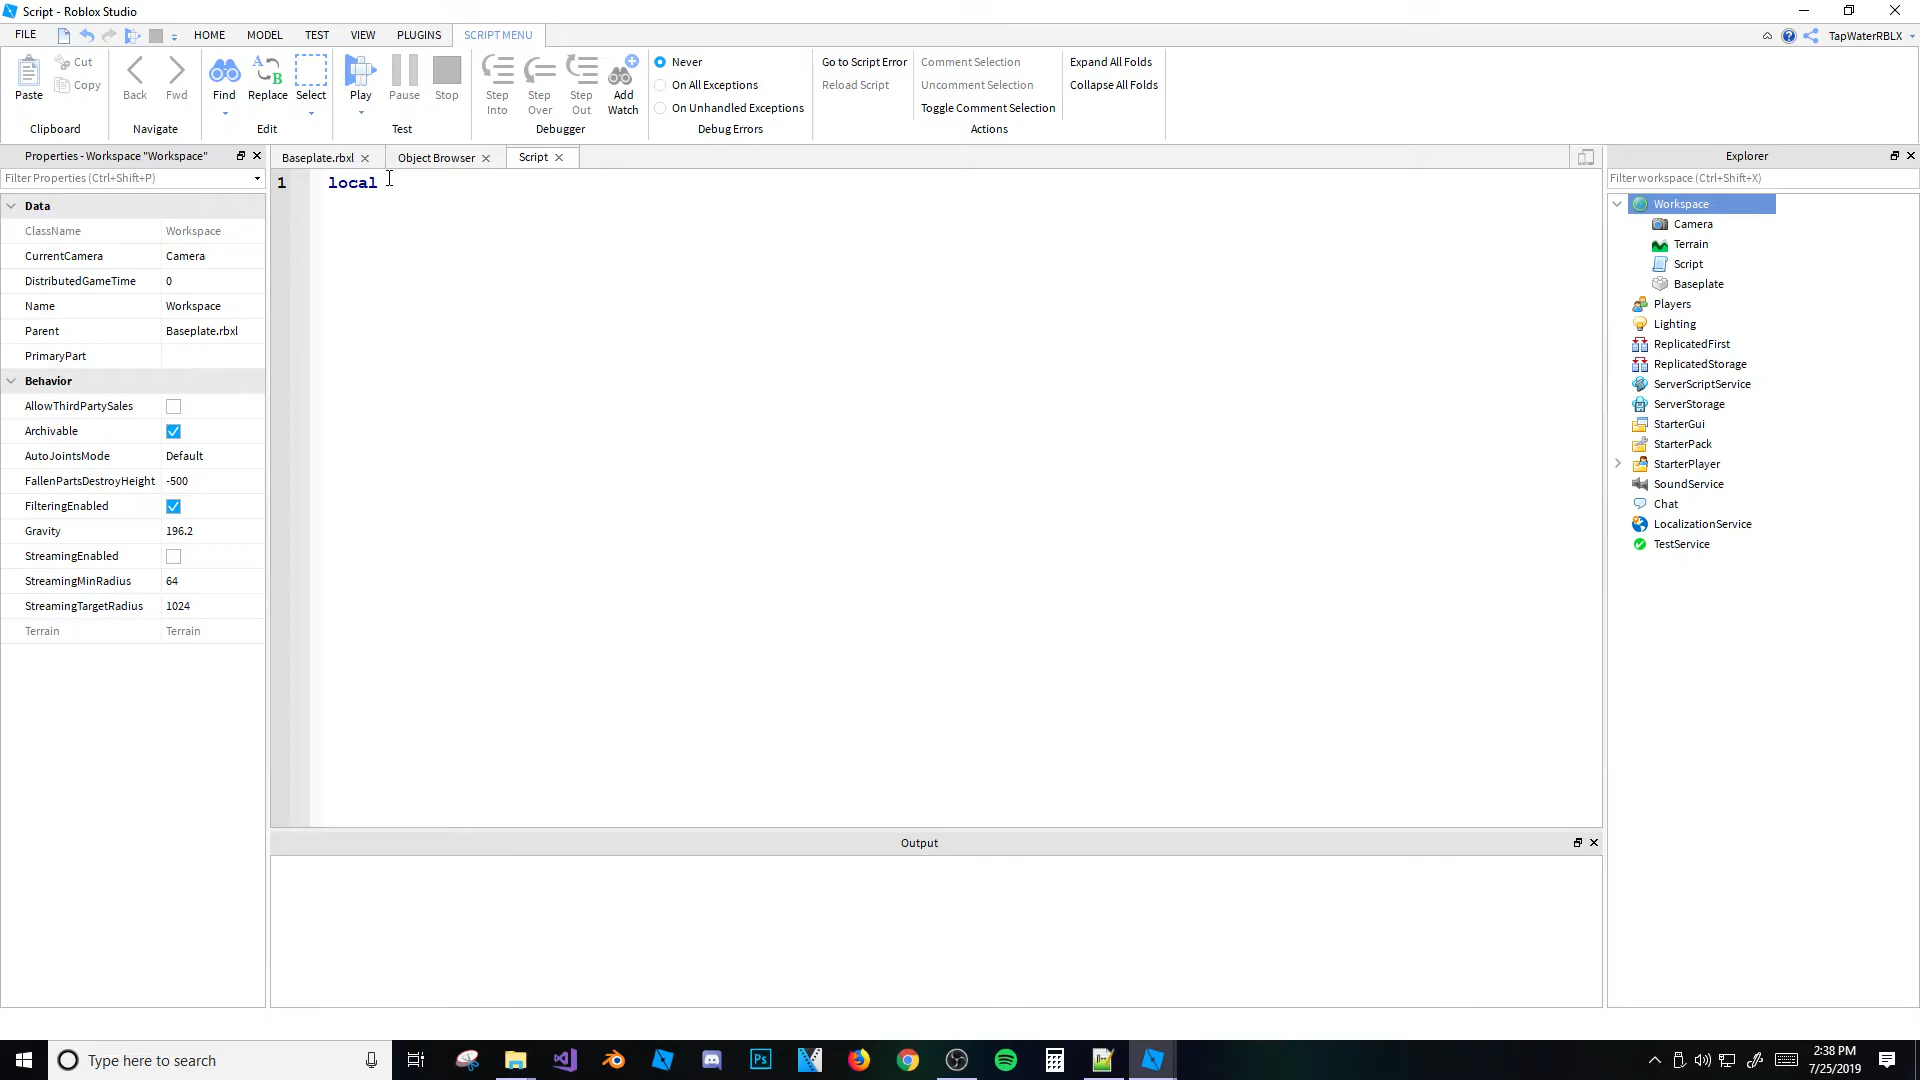 Script - Roblox Studio
FILE HOME MODEL TEST VIEW PLUGINS SCRIPT MENU TapWaterRBLX
Paste Cut Copy
Clipboard
Back Fwd
Navigate
Find Replace Select
Edit
Play Pause Stop
Test
Step Into Step Over Step Out Add Watch
Debugger
Never
On All Exceptions
On Unhandled Exceptions
Debug Errors
Go to Script Error
Reload Script
Comment Selection
Uncomment Selection
Toggle Comment Selection
Expand All Folds
Collapse All Folds
Actions
Properties - Workspace "Workspace"
Filter Properties (Ctrl+Shift+P)
Data
ClassName Workspace
CurrentCamera Camera
DistributedGameTime 0
Name Workspace
Parent Baseplate.rbxl
PrimaryPart
Behavior
AllowThirdPartySales
Archivable
AutoJointsMode Default
FallenPartsDestroyHeight -500
FilteringEnabled
Gravity 196.2
StreamingEnabled
StreamingMinRadius 64
StreamingTargetRadius 1024
Terrain Terrain
Baseplate.rbxl Object Browser Script
1 local
Output
Explorer
Filter workspace (Ctrl+Shift+X)
Workspace
Camera
Terrain
Script
Baseplate
Players
Lighting
ReplicatedFirst
ReplicatedStorage
ServerScriptService
ServerStorage
StarterGui
StarterPack
StarterPlayer
SoundService
Chat
LocalizationService
TestService
Type here to search
Ps
2:38 PM
7/25/2019